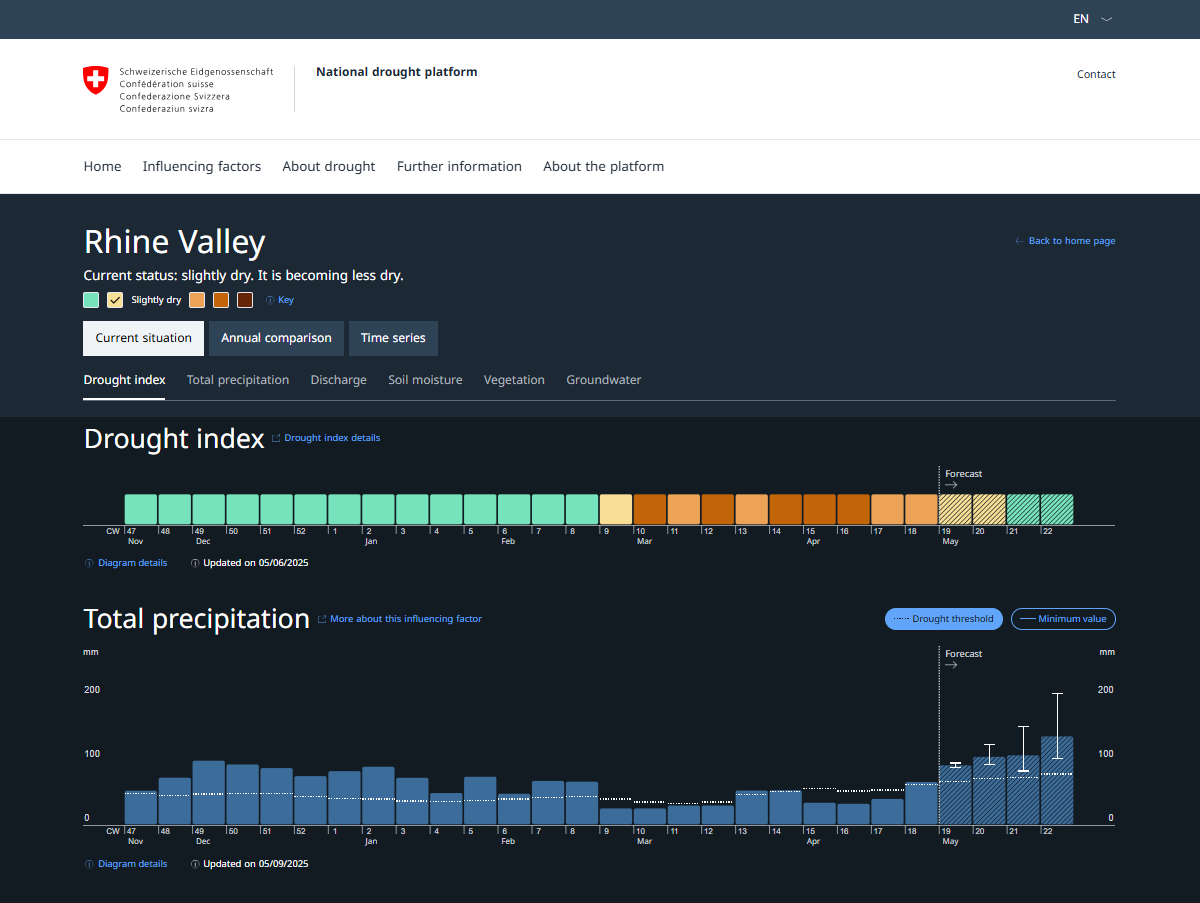 EN
Schweizerische Eidgenossenschaft
Confédération suisse
Confederazione Svizzera
Confederaziun svizra
National drought platform
Contact
Home Influencing factors About drought Further information About the platform
Rhine Valley
Back to home page
Current status: slightly dry. It is becoming less dry.
Slightly dry Key
Current situation Annual comparison Time series
Drought index Total precipitation Discharge Soil moisture Vegetation Groundwater
Drought index Drought index details
Forecast
CW 47 48 49 50 51 52 1 2 3 4 5 6 7 8 9 10 11 12 13 14 15 16 17 18 19 20 21 22
Nov Dec Jan Feb Mar Apr May
Diagram details Updated on 05/06/2025
Total precipitation More about this influencing factor Drought threshold Minimum value
mm Forecast mm
200 200
100 100
0 0
CW 47 48 49 50 51 52 1 2 3 4 5 6 7 8 9 10 11 12 13 14 15 16 17 18 19 20 21 22
Nov Dec Jan Feb Mar Apr May
Diagram details Updated on 05/09/2025